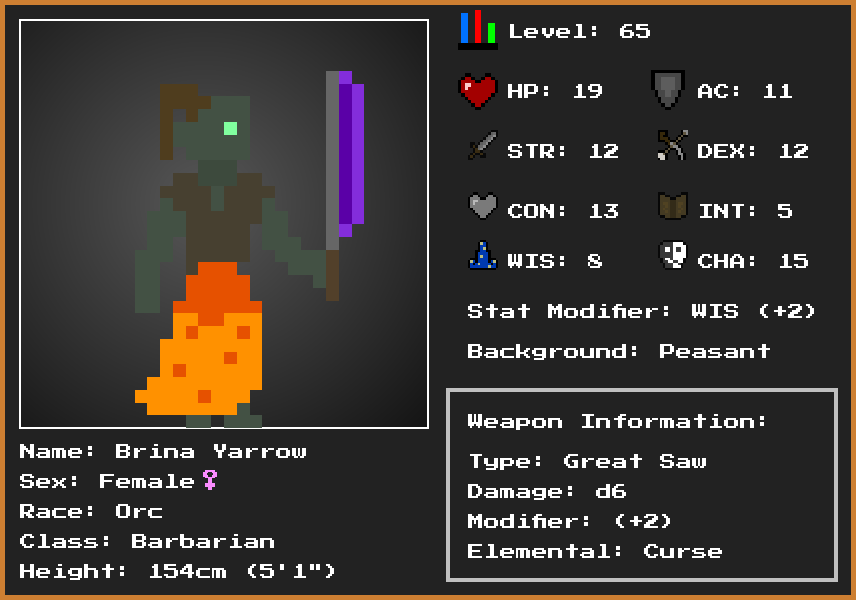 Level: 65
HP: 19 AC: 11
STR: 12 DEX: 12
CON: 13 INT: 5
WIS: 8 CHA: 15
Stat Modifier: WIS (+2)
Background: Peasant
Weapon Information:
Type: Great Saw
Damage: d6
Modifier: (+2)
Elemental: Curse
Name: Brina Yarrow
Sex: Female♀
Race: Orc
Class: Barbarian
Height: 154cm (5'1")